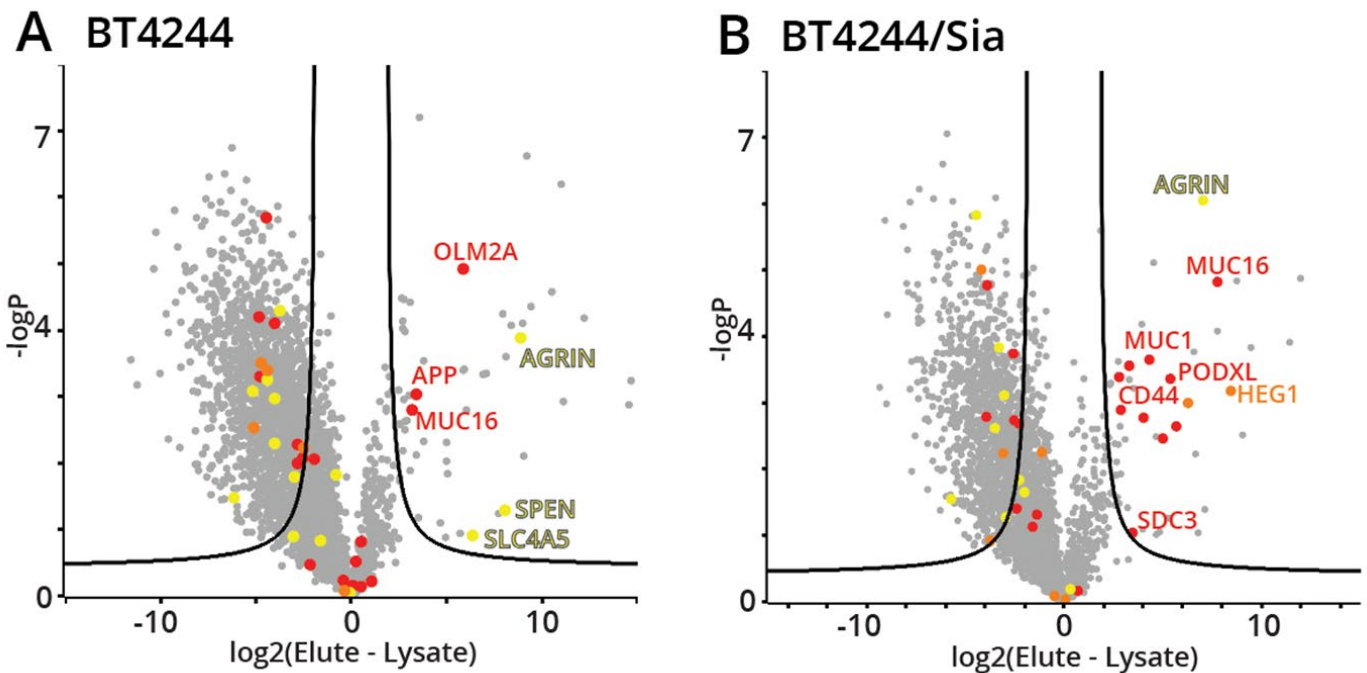 A BT4244
7
4
0
-logP
OLM2A
AGRIN
APP
MUC16
SPEN
SLC4A5
-10 0 10
log2(Elute - Lysate)
B BT4244/Sia
7
4
0
-logP
AGRIN
MUC16
MUC1
PODXL
CD44
HEG1
SDC3
-10 0 10
log2(Elute - Lysate)